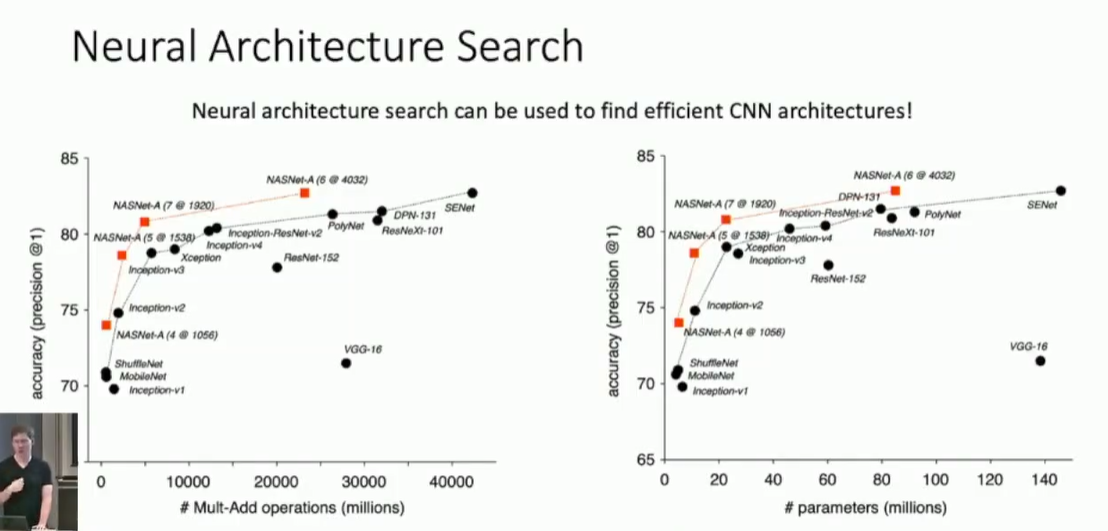 Neural Architecture Search
Neural architecture search can be used to find efficient CNN architectures!
85
80
75
70
accuracy (precision @1)
NASNet-A (6 @ 4032)
NASNet-A (7 @ 1920)
SENet
DPN-131
PolyNet
ResNeXt-101
Inception-ResNet-v2
NASNet-A (5 @ 1538)
Inception-v4
Xception
ResNet-152
Inception-v3
Inception-v2
NASNet-A (4 @ 1056)
VGG-16
ShuffleNet
MobileNet
Inception-v1
0 10000 20000 30000 40000
# Mult-Add operations (millions)
85
80
75
70
65
accuracy (precision @1)
NASNet-A (6 @ 4032)
DPN-131
NASNet-A (7 @ 1920)
SENet
Inception-ResNet-v2
PolyNet
ResNeXt-101
NASNet-A (5 @ 1538)
Inception-v4
Xception
Inception-v3
ResNet-152
Inception-v2
NASNet-A (4 @ 1056)
VGG-16
ShuffleNet
MobileNet
Inception-v1
0 20 40 60 80 100 120 140
# parameters (millions)